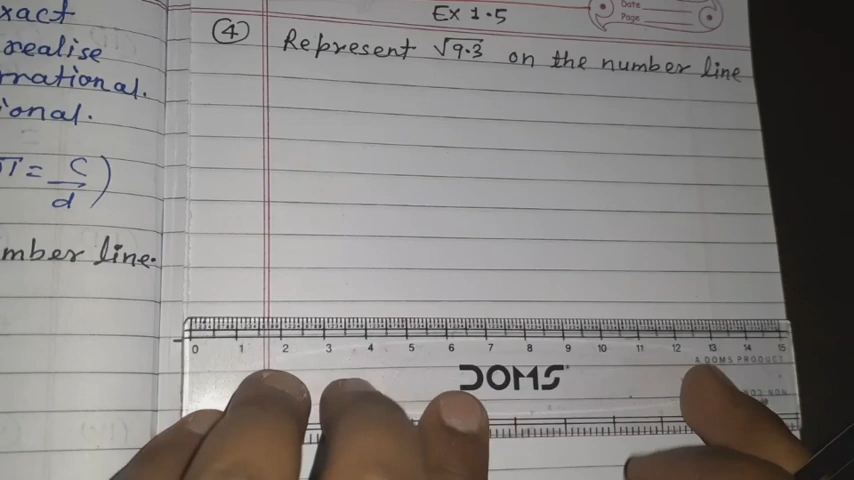 xact
realise
rrational.
ional.
= c/d )
mber line.
Date
Page
Ex 1.5
④ Represent √9.3 on the number line
0 1 2 3 4 5 6 7 8 9 10 11 12 13 14 15
A DOMS PRODUCT
DOMS